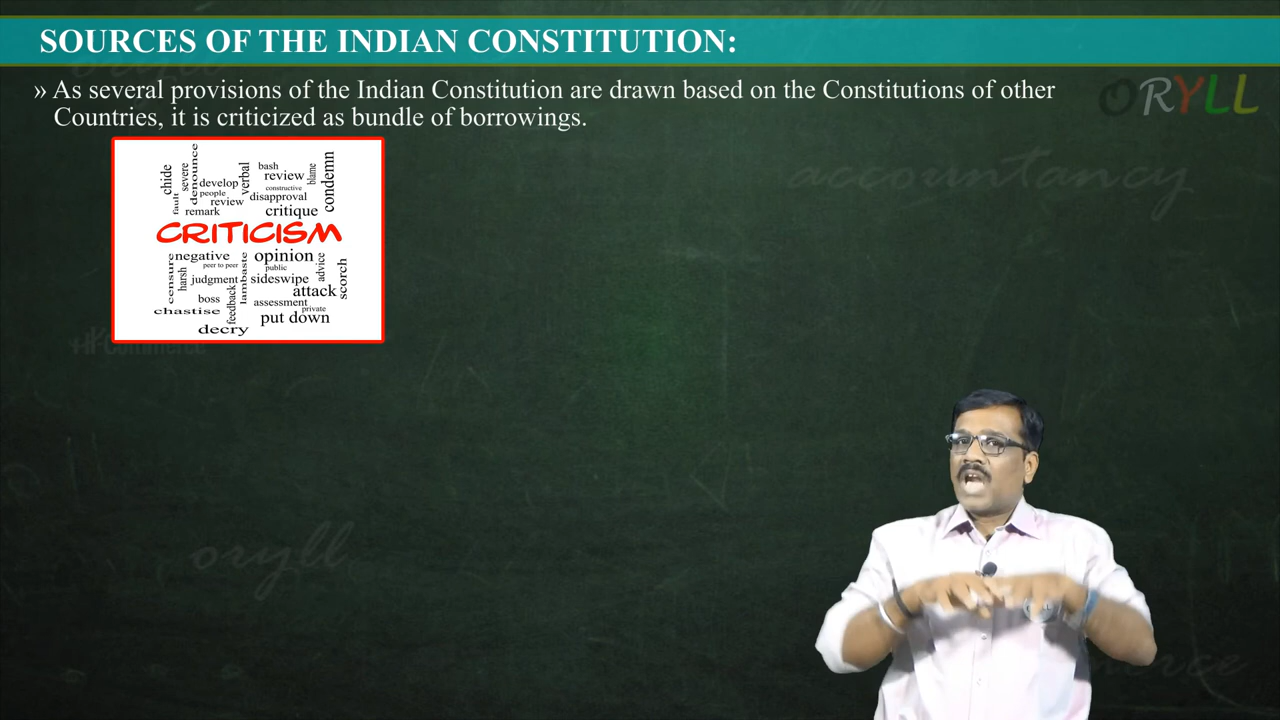 SOURCES OF THE INDIAN CONSTITUTION:
» As several provisions of the Indian Constitution are drawn based on the Constitutions of other
Countries, it is criticized as bundle of borrowings.
ORYLL
accountancy
chide
severe
denounce
fault
develop
people
review
remark
verbal
bash
review
blame
constructive
disapproval
critique
condemn
CRITICISM
negative
peer to peer
opinion
public
advice
censure
harsh
judgment
lambaste
sideswipe
scorch
attack
boss
feedback
assessment
private
chastise
put down
decry
Commerce
oryll